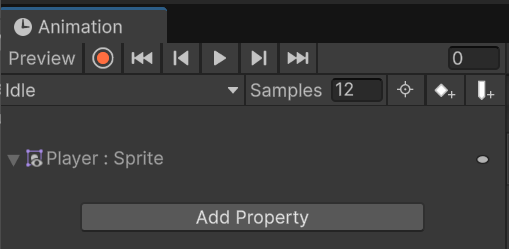 Animation
Preview 0
Idle Samples 12
Player : Sprite
Add Property